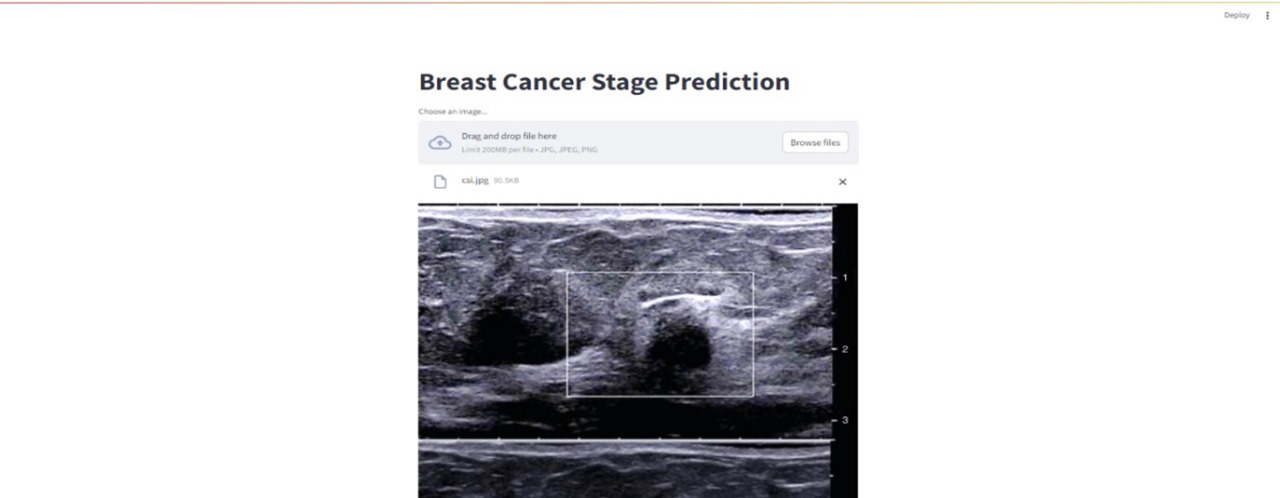 Deploy
Breast Cancer Stage Prediction
Choose an image...
Drag and drop file here
Limit 200MB per file • JPG, JPEG, PNG
Browse files
csi.jpg 90.5KB
1
2
3